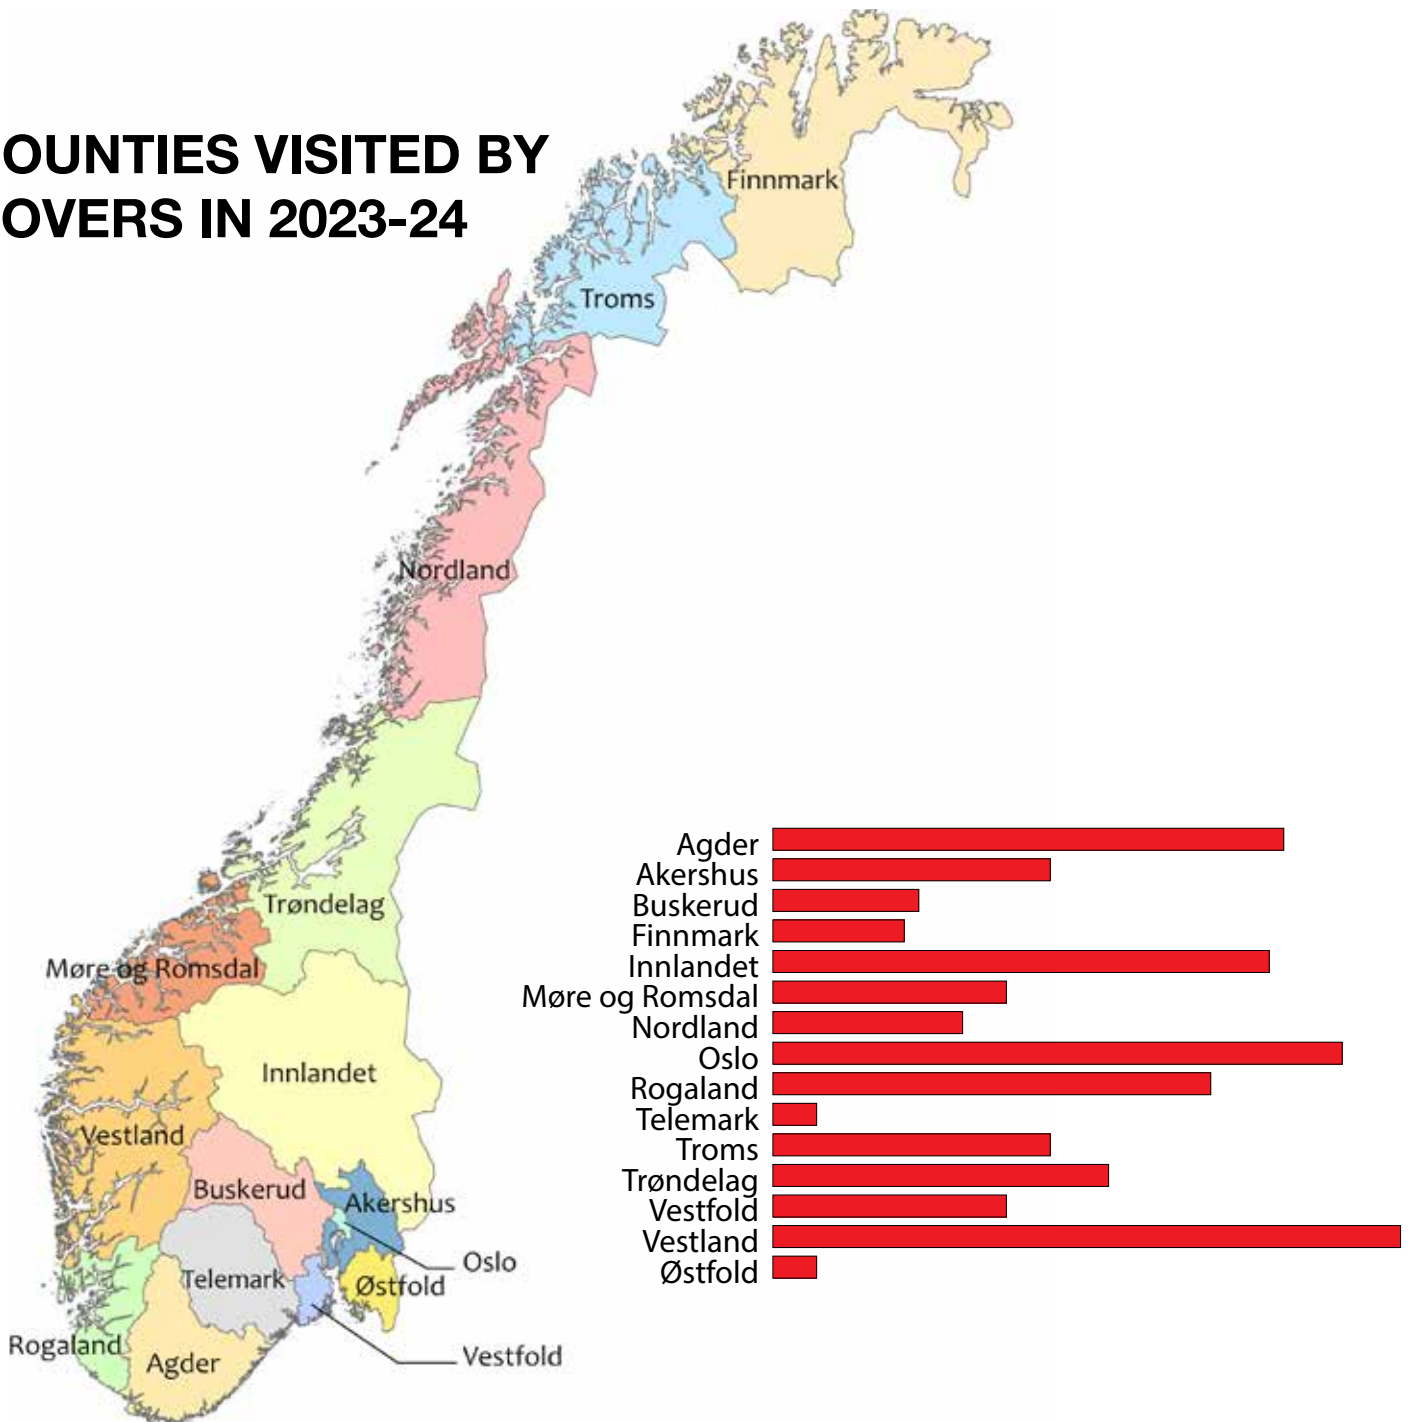 OUNTIES VISITED BY
OVERS IN 2023-24
Finnmark
Troms
Nordland
Trøndelag
Møre og Romsdal
Innlandet
Vestland
Buskerud
Akershus
Oslo
Telemark
Østfold
Rogaland
Agder
Vestfold
Agder
Akershus
Buskerud
Finnmark
Innlandet
Møre og Romsdal
Nordland
Oslo
Rogaland
Telemark
Troms
Trøndelag
Vestfold
Vestland
Østfold